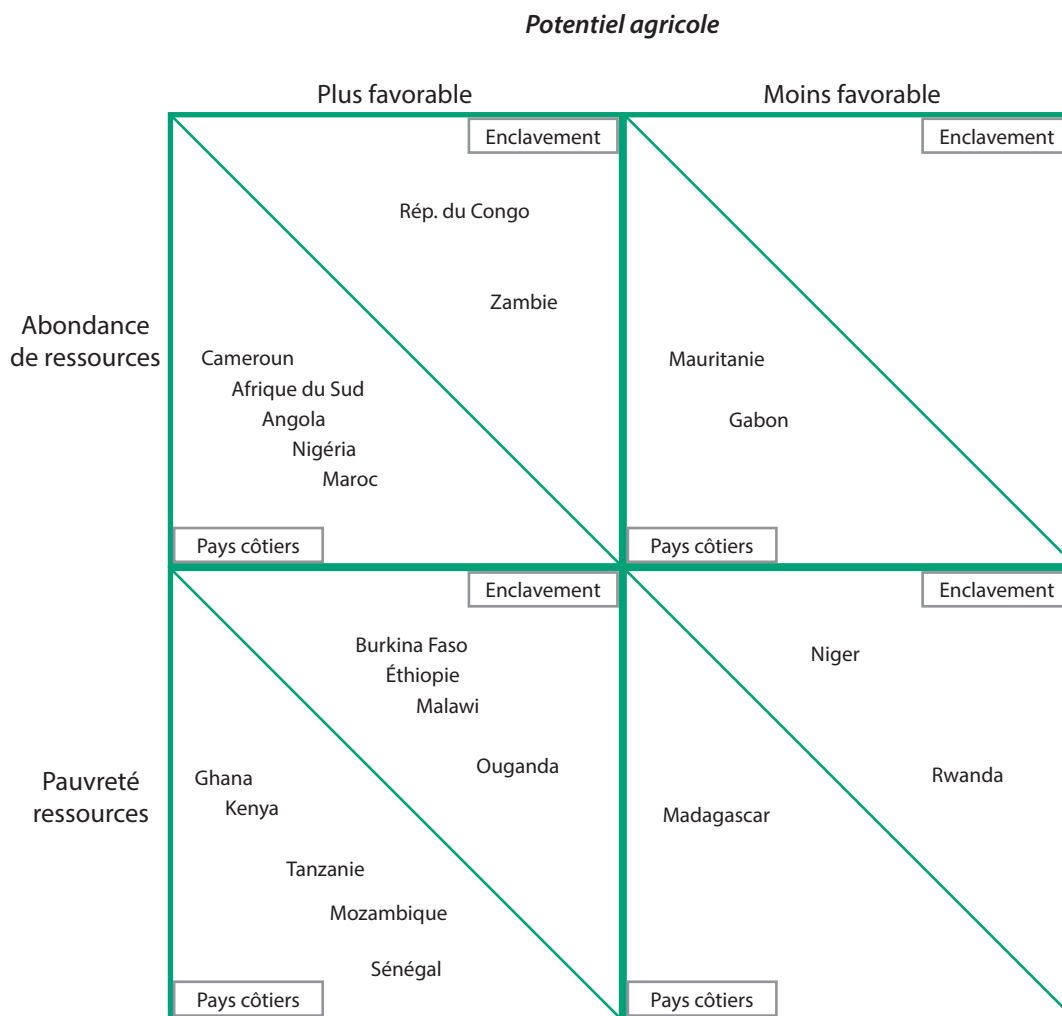 Potentiel agricole
Plus favorable
Moins favorable
Enclavement
Enclavement
Rép. du Congo
Zambie
Abondance
de ressources
Cameroun
Afrique du Sud
Angola
Nigéria
Maroc
Mauritanie
Gabon
Pays côtiers
Pays côtiers
Enclavement
Enclavement
Burkina Faso
Éthiopie
Malawi
Ouganda
Niger
Rwanda
Pauvreté
ressources
Ghana
Kenya
Tanzanie
Mozambique
Sénégal
Madagascar
Pays côtiers
Pays côtiers